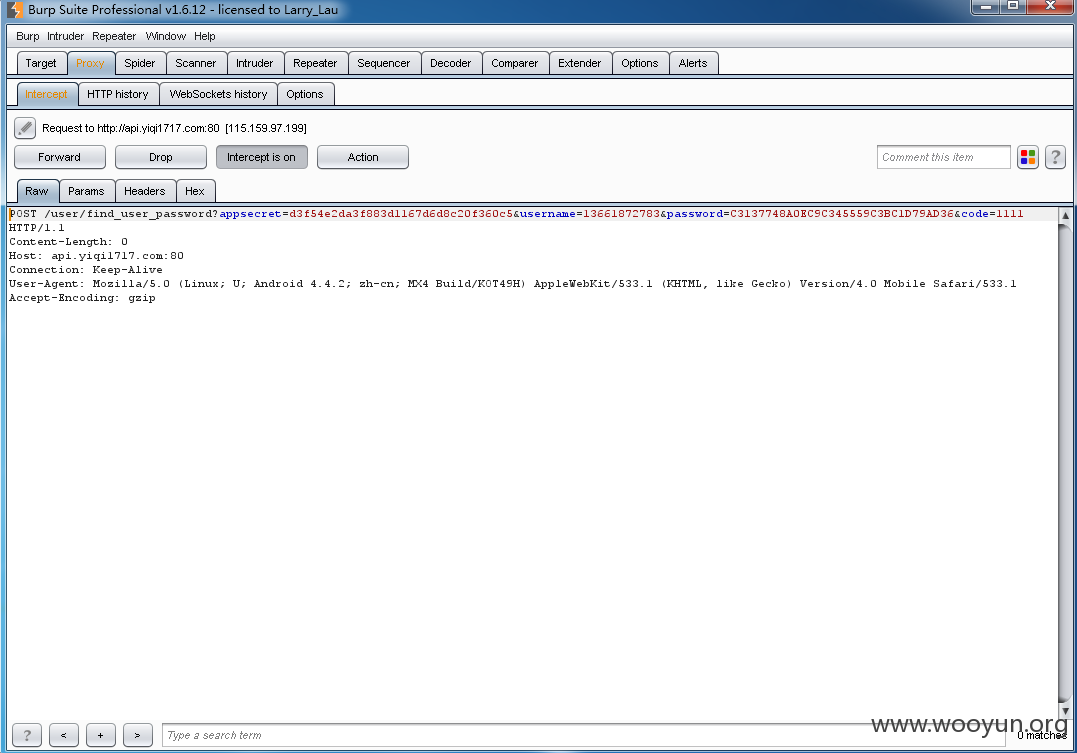 Burp Suite Professional v1.6.12 - licensed to Larry_Lau
Burp Intruder Repeater Window Help
Target Proxy Spider Scanner Intruder Repeater Sequencer Decoder Comparer Extender Options Alerts
Intercept HTTP history WebSockets history Options
Request to http://api.yiqi1717.com:80 [115.159.97.199]
Forward Drop Intercept is on Action Comment this item ?
Raw Params Headers Hex
POST /user/find_user_password?appsecret=d3f54e2da3f883d1167d6d8c20f360c5&username=13661872783&password=C3137748A0EC9C345559C3BC1D79AD36&code=1111
HTTP/1.1
Content-Length: 0
Host: api.yiqi1717.com:80
Connection: Keep-Alive
User-Agent: Mozilla/5.0 (Linux; U; Android 4.4.2; zh-cn; MX4 Build/KOT49H) AppleWebKit/533.1 (KHTML, like Gecko) Version/4.0 Mobile Safari/533.1
Accept-Encoding: gzip
www.wooyun.org
? < + > Type a search term 0 matches